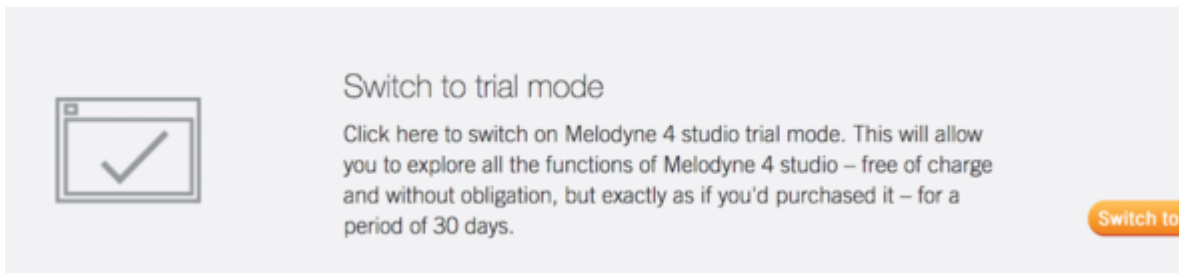 Switch to trial mode
Click here to switch on Melodyne 4 studio trial mode. This will allow
you to explore all the functions of Melodyne 4 studio – free of charge
and without obligation, but exactly as if you'd purchased it – for a
period of 30 days.
Switch to